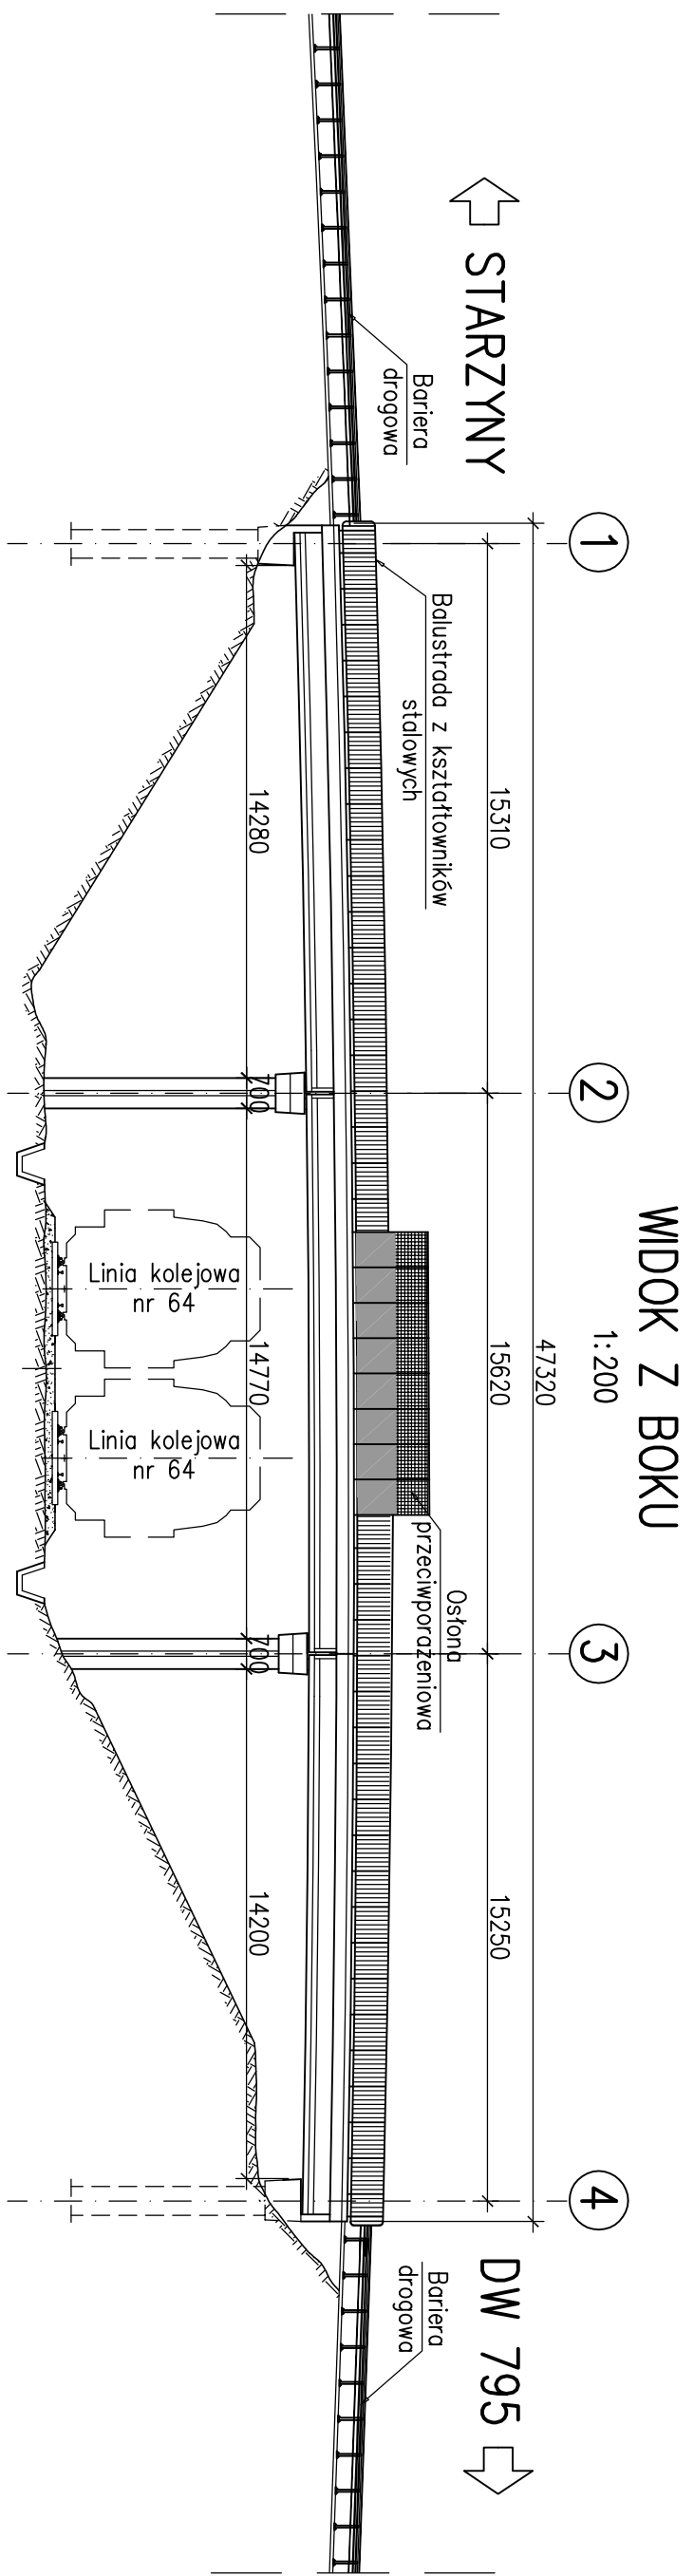 WIDOK Z BOKU
1:200
1
2
3
4
STARZYNY
DW 795
47320
15310
15620
15250
Bariera
drogowa
Balustrada z kształtowników
stalowych
Osłona
przeciwporażeniowa
Bariera
drogowa
14280
700
14770
700
14200
Linia kolejowa
nr 64
Linia kolejowa
nr 64